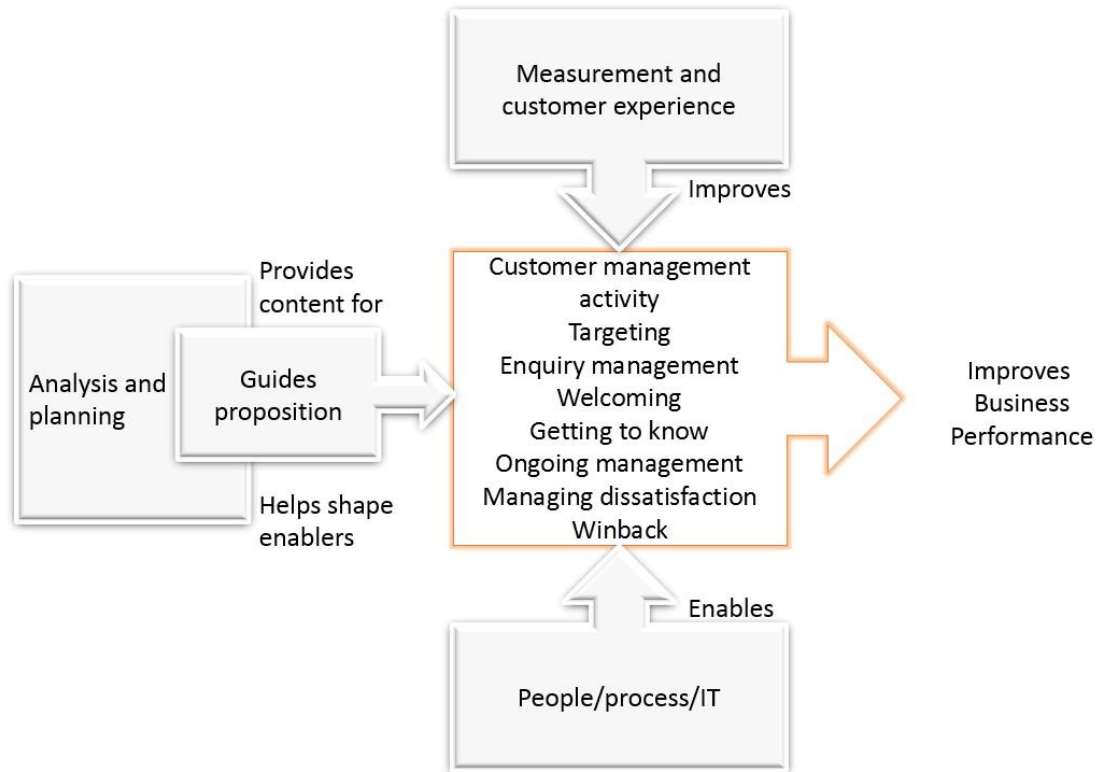 Measurement and
customer experience
Improves
Provides
content for
Analysis and
planning
Guides
proposition
Helps shape
enablers
Customer management
activity
Targeting
Enquiry management
Welcoming
Getting to know
Ongoing management
Managing dissatisfaction
Winback
Improves
Business
Performance
Enables
People/process/IT